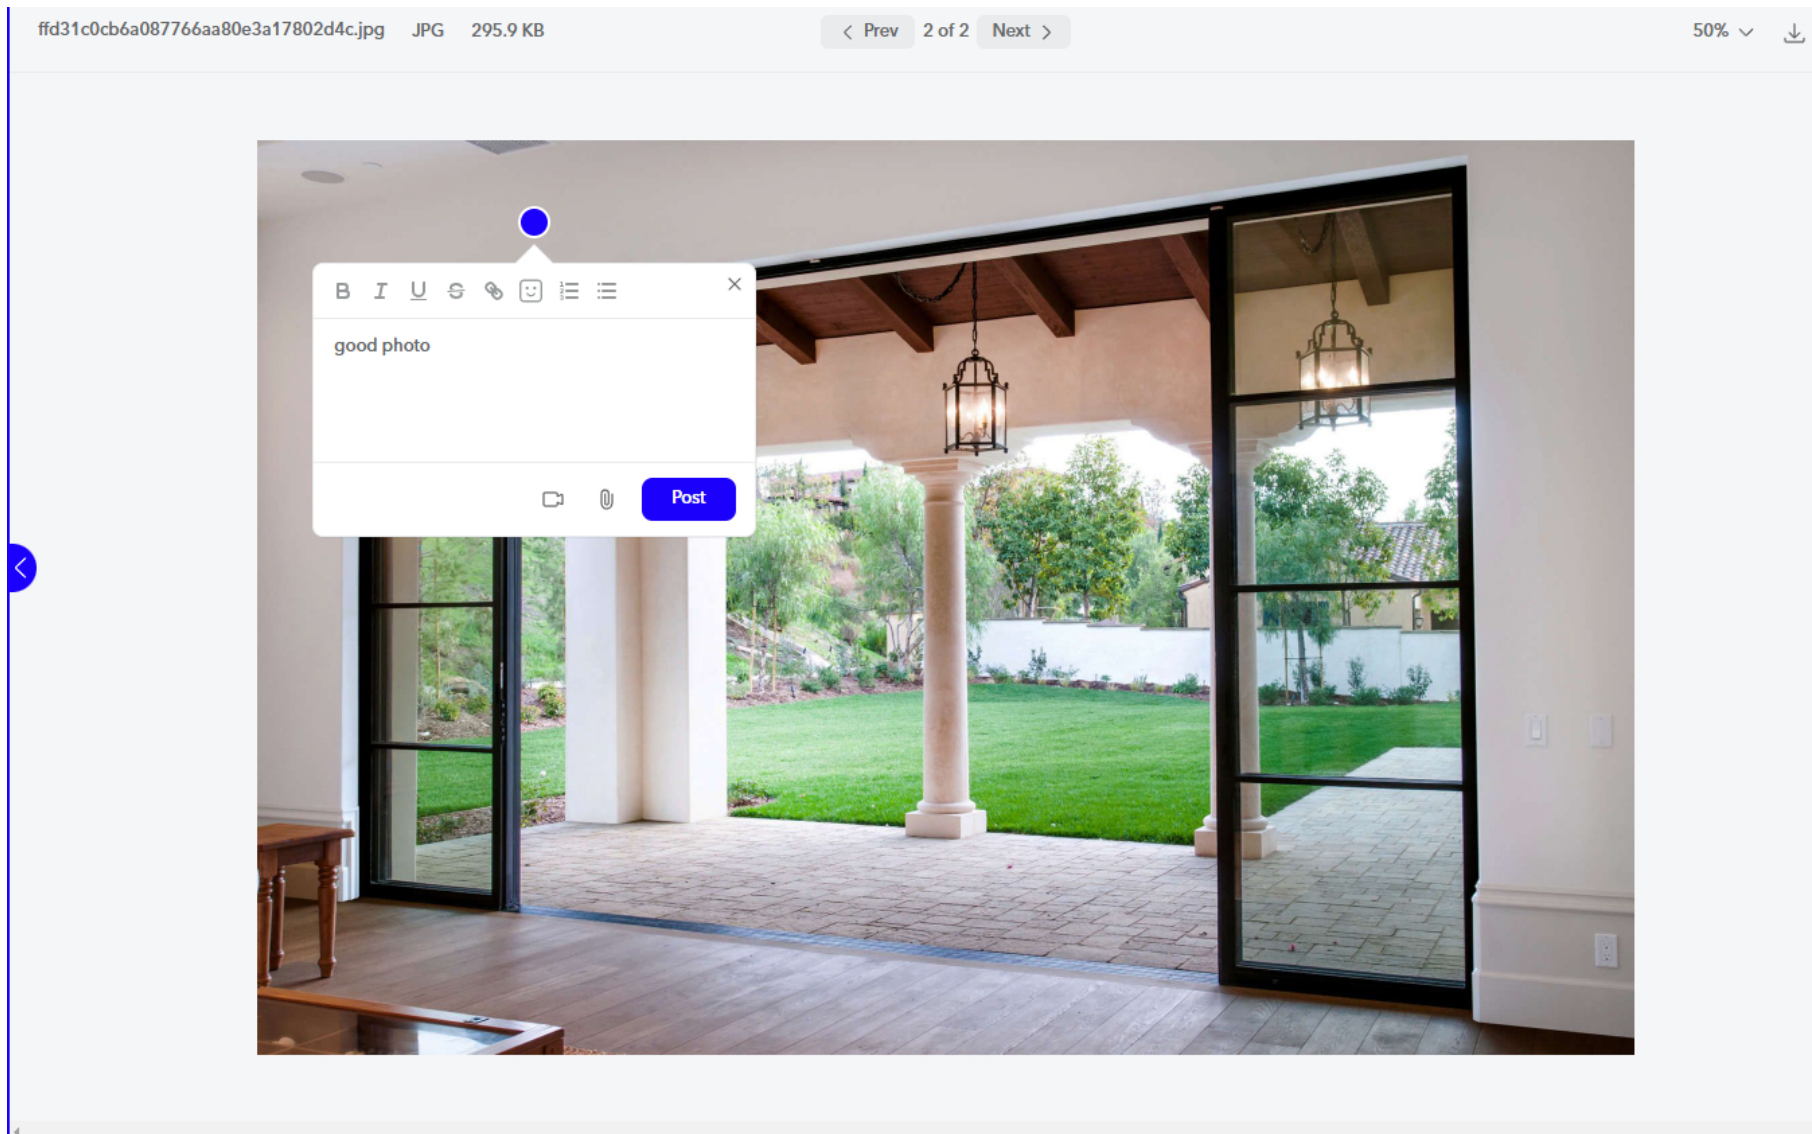 ffd31c0cb6a087766aa80e3a17802d4c.jpg JPG 295.9 KB Prev 2 of 2 Next 50%
B I U S
good photo
Post